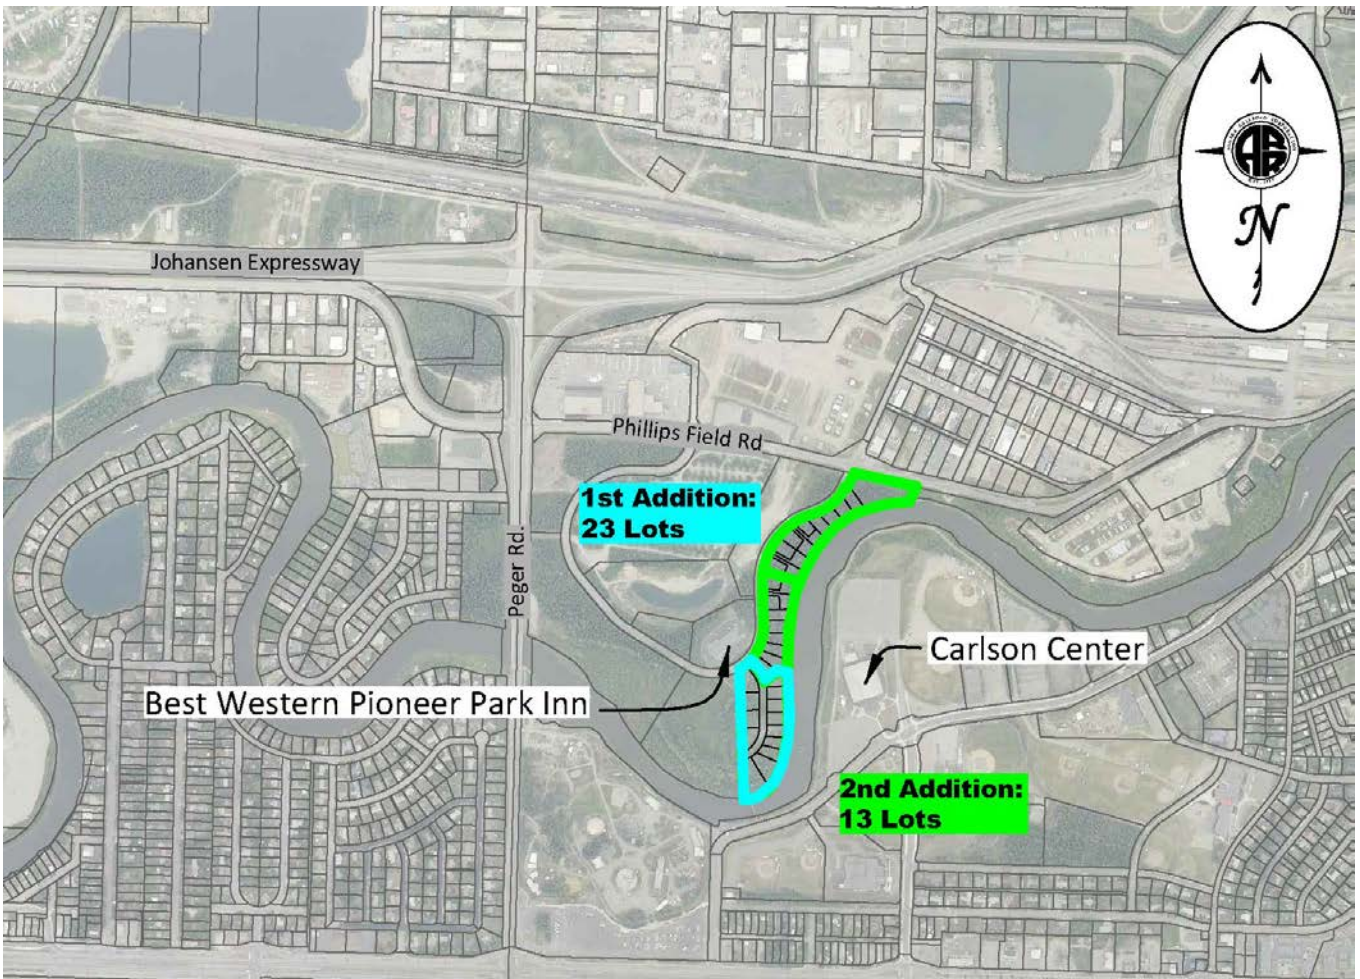 Johansen Expressway
Phillips Field Rd
1st Addition:
23 Lots
Peger Rd.
Carlson Center
Best Western Pioneer Park Inn
2nd Addition:
13 Lots
ARR
N